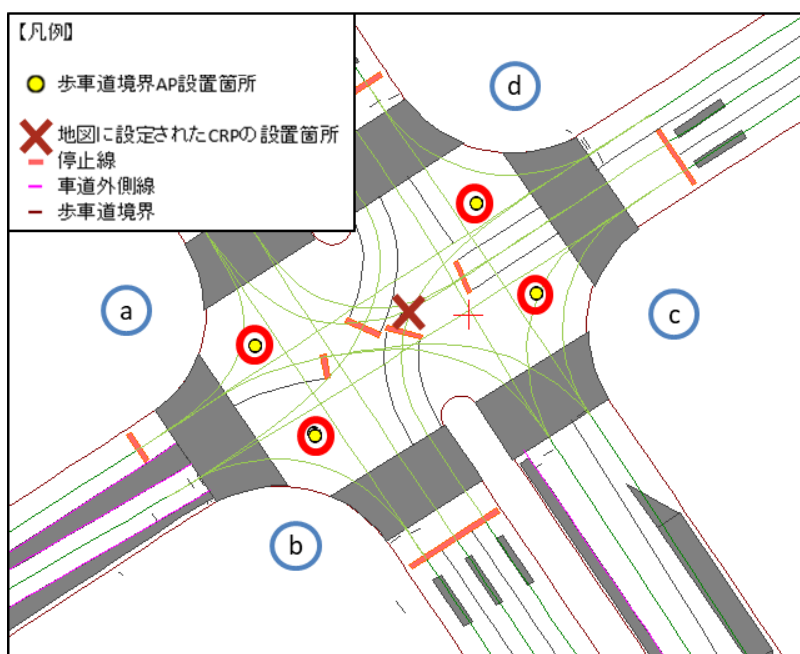 【凡例】
歩車道境界AP設置箇所
地図に設定されたCRPの設置箇所
停止線
車道外側線
歩車道境界
d
a
c
b